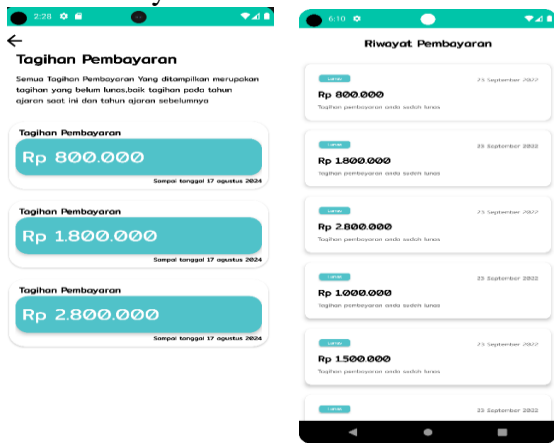 2:28
Tagihan Pembayaran
Semua Tagihan Pembayaran Yang ditampilkan merupakan
tagihan yang belum lunas,baik tagihan pada tahun
ajaran saat ini dan tahun ajaran sebelumnya
Tagihan Pembayaran
Rp 800.000
Sampai tanggal 17 agustus 2024
Tagihan Pembayaran
Rp 1.800.000
Sampai tanggal 17 agustus 2024
Tagihan Pembayaran
Rp 2.800.000
Sampai tanggal 17 agustus 2024
6:10
Riwayat Pembayaran
23 September 2022
Rp 800.000
Tagihan pembayaran anda sudah lunas
23 September 2022
Rp 1.800.000
Tagihan pembayaran anda sudah lunas
23 September 2022
Rp 2.800.000
Tagihan pembayaran anda sudah lunas
23 September 2022
Rp 1.000.000
Tagihan pembayaran anda sudah lunas
23 September 2022
Rp 1.500.000
Tagihan pembayaran anda sudah lunas
23 September 2022